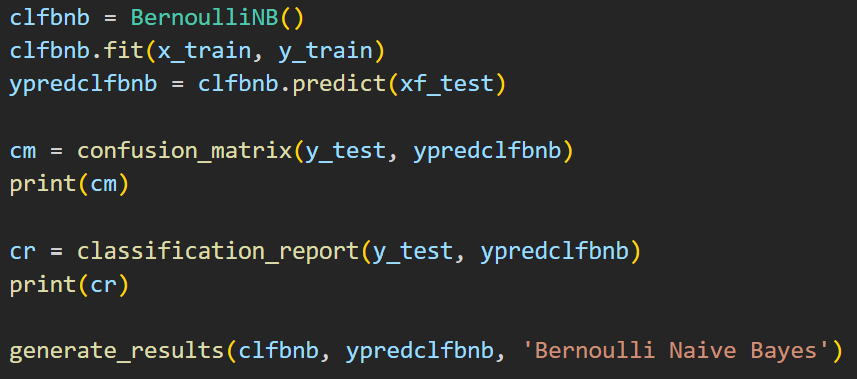 clfbnb = BernoulliNB()
clfbnb.fit(x_train, y_train)
ypredclfbnb = clfbnb.predict(xf_test)
cm = confusion_matrix(y_test, ypredclfbnb)
print(cm)
cr = classification_report(y_test, ypredclfbnb)
print(cr)
generate_results(clfbnb, ypredclfbnb, 'Bernoulli Naive Bayes')